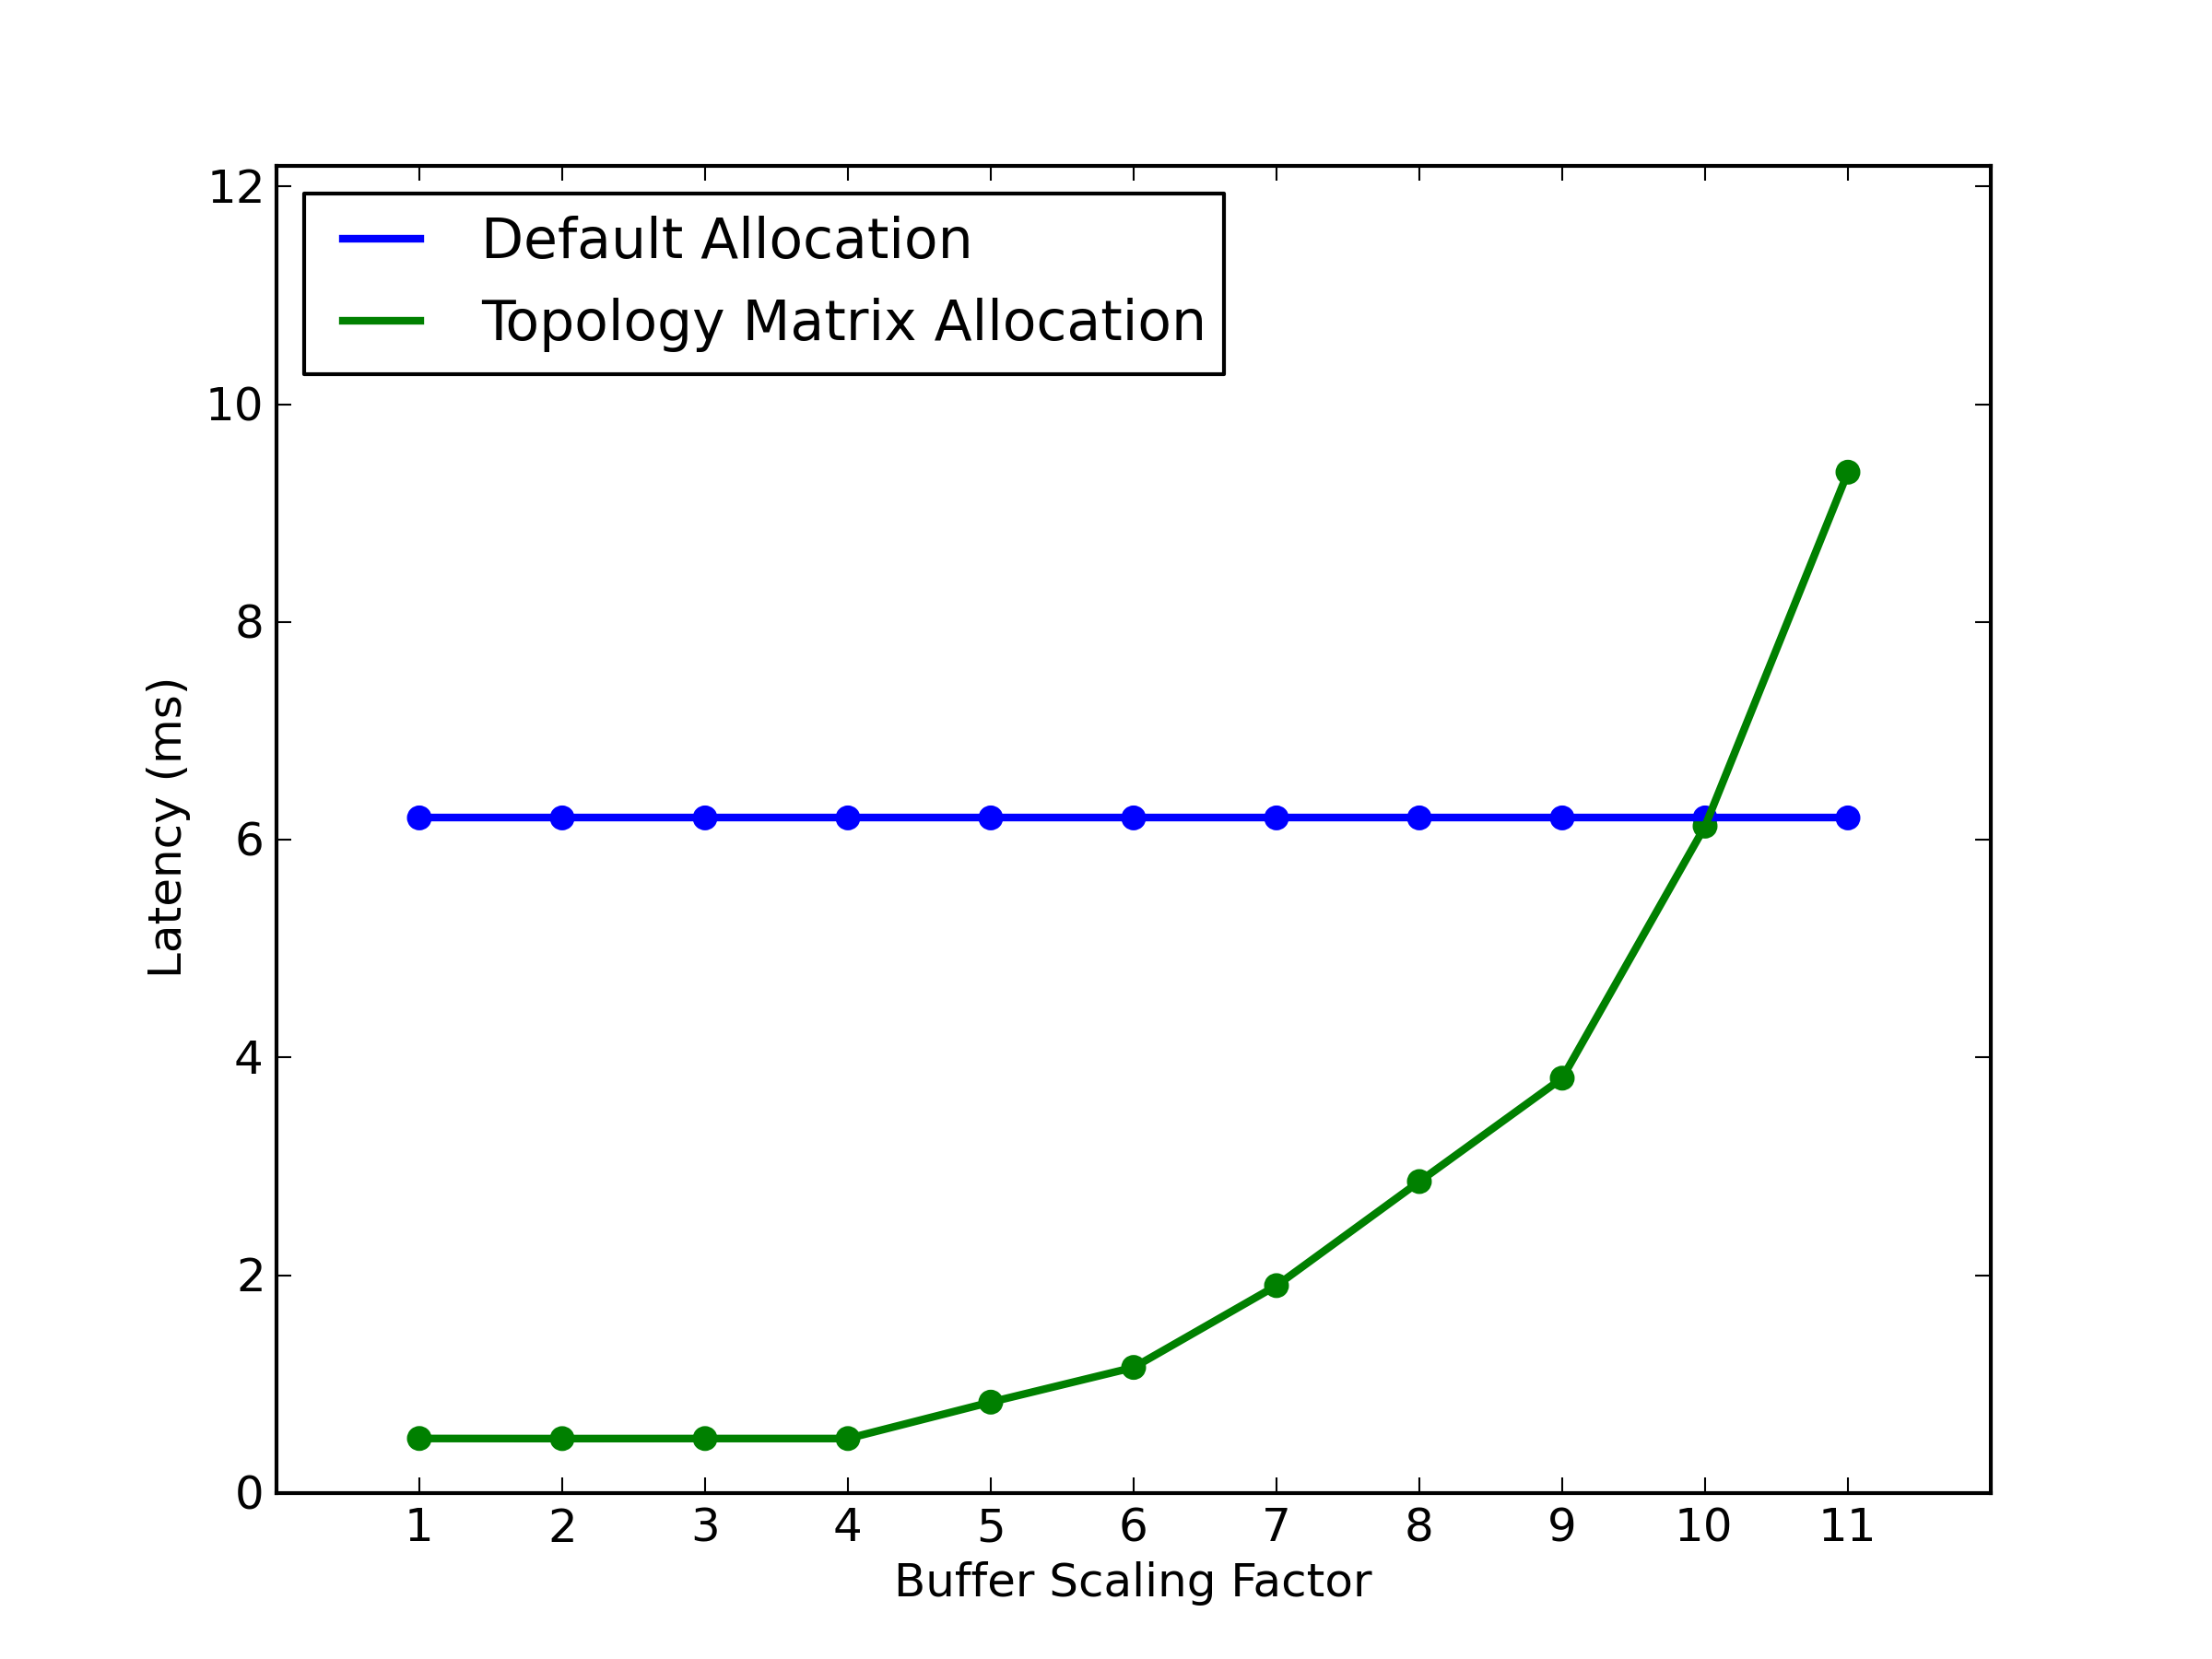 Default Allocation
Topology Matrix Allocation
12
10
8
6
4
2
0
Latency (ms)
1 2 3 4 5 6 7 8 9 10 11
Buffer Scaling Factor